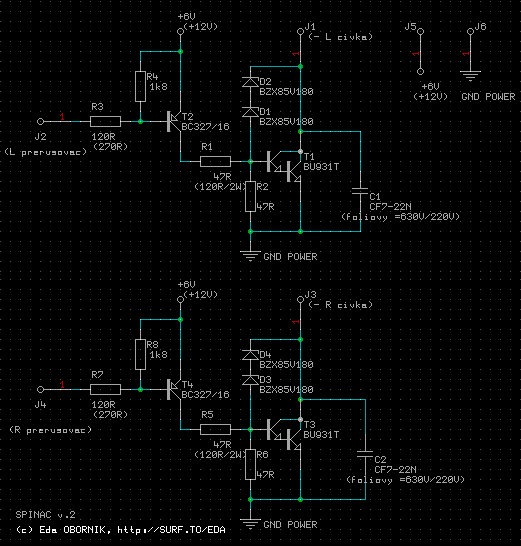 +6V
(+12V)
J1
(- L civka)
1
J5
J6
1
1
+6V
(+12V)
GND POWER
R4
1k8
D2
BZX85V180
D1
BZX85V180
R3
1
J2
120R
(270R)
(L prerusovac)
T2
BC327/16
R1
47R
(120R/2W)
R2
47R
T1
BU931T
C1
CF7-22N
(foliovy =630V/220V)
GND POWER
+6V
(+12V)
J3
(- R civka)
1
R8
1k8
D4
BZX85V180
D3
BZX85V180
R7
1
J4
120R
(270R)
(R prerusovac)
T4
BC327/16
R5
47R
(120R/2W)
R6
47R
T3
BU931T
C2
CF7-22N
(foliovy =630V/220V)
GND POWER
SPINAC v.2
(c) Eda OBORNIK, http://SURF.TO/EDA